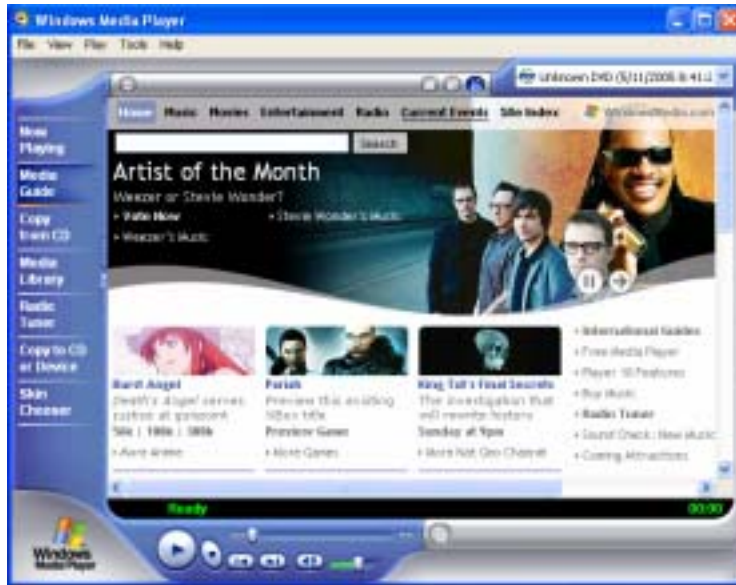 Windows Media Player
File View Play Tools Help
Unknown DVD (5/11/2005 8:41:2
Home Music Movies Entertainment Radio Current Events Site Index WindowsMedia.com
Search
Now
Playing
Media
Guide
Copy
from CD
Media
Library
Radio
Tuner
Copy to CD
or Device
Skin
Chooser
Artist of the Month
Weezer or Stevie Wonder?
Vote Now
Stevie Wonder's Music
Weezer's Music
Burst Angel
Death's Angel serves
justice at gunpoint
56k | 100k | 300k
More Anime
Pariah
Preview this exciting
Xbox title
Preview Game
More Games
King Tut's Final Secrets
The investigation that
will rewrite history
Sunday at 9pm
More Nat Geo Channel
International Guides
Free Media Player
Player 10 Features
Buy Music
Radio Tuner
Sound Check: New Music
Coming Attractions
Ready
00:00
Windows
Media Player